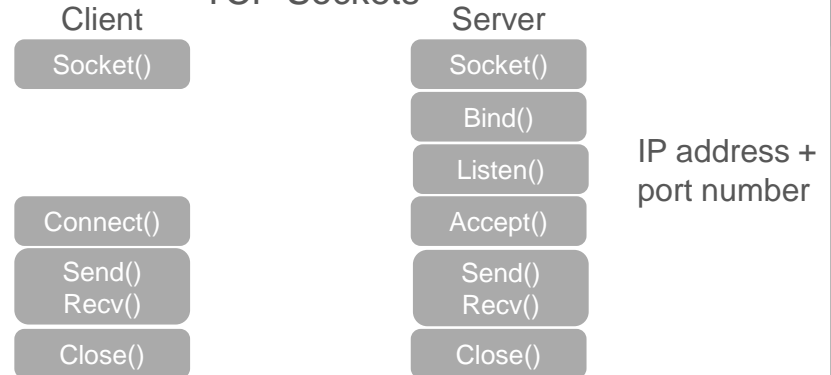 Client
Server
Socket()
Socket()
Bind()
Listen()
IP address +
port number
Connect()
Accept()
Send()
Recv()
Send()
Recv()
Close()
Close()